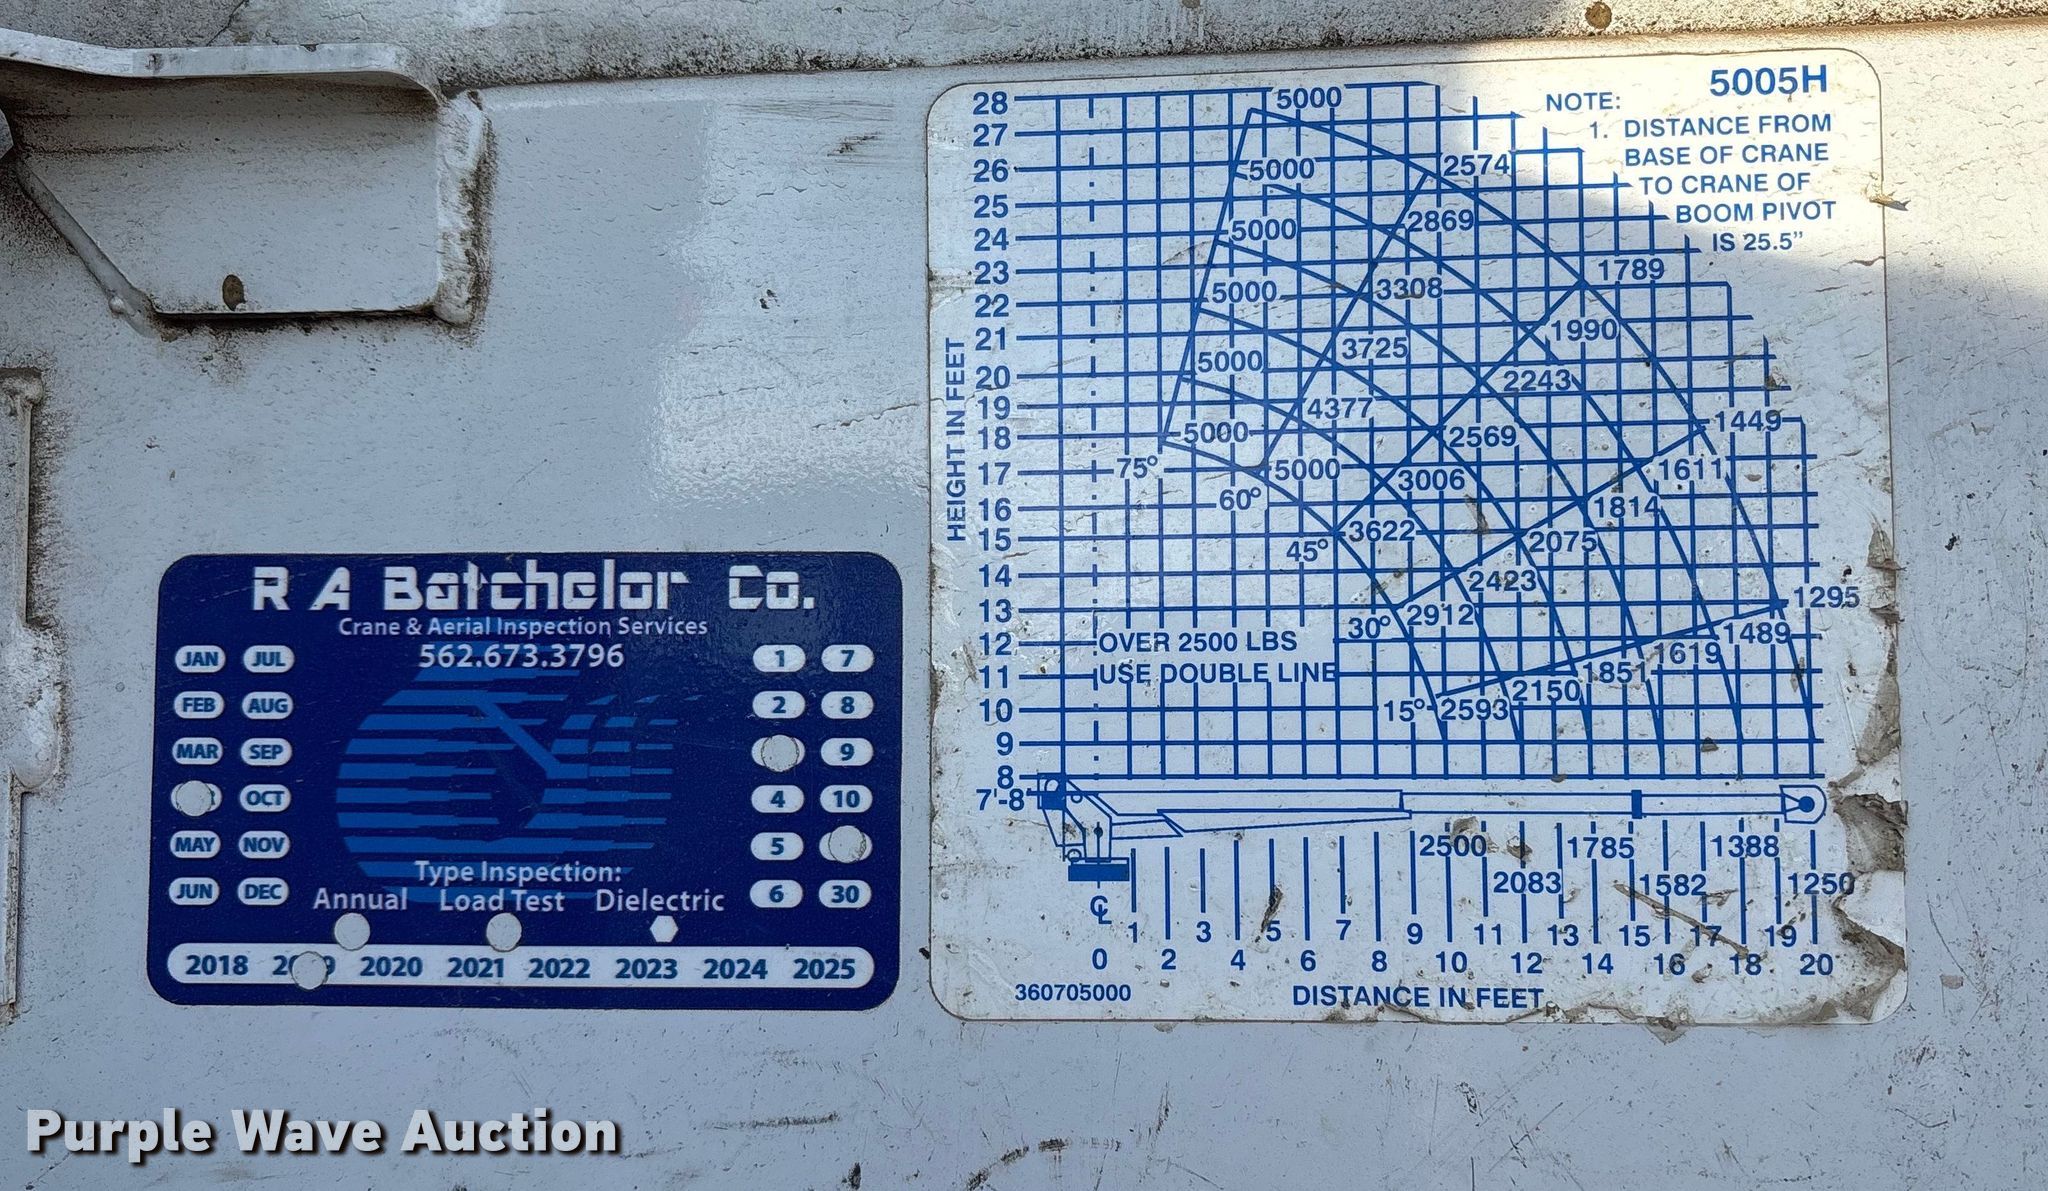 5005H
NOTE:
1. DISTANCE FROM
BASE OF CRANE
TO CRANE OF
BOOM PIVOT
IS 25.5"
HEIGHT IN FEET
28
27
26
25
24
23
22
21
20
19
18
17
16
15
14
13
12
11
10
9
8
7'-8"
5000
5000 2574
5000 2869
5000 3308 1789
5000 3725 1990
5000 4377 2243 1449
75° 5000 2569 1611
60° 3006 1814
45° 3622 2075
2423 1295
30° 2912 1489
OVER 2500 LBS
USE DOUBLE LINE
1619
1851
2150
15° 2593
2500 1785 1388
2083 1582 1250
℄
1 3 5 7 9 11 13 15 17 19
0 2 4 6 8 10 12 14 16 18 20
360705000 DISTANCE IN FEET
R A Batchelor Co.
Crane & Aerial Inspection Services
562.673.3796
JAN JUL 1 7
FEB AUG 2 8
MAR SEP 9
OCT 4 10
MAY NOV 5
JUN DEC 6 30
Type Inspection:
Annual Load Test Dielectric
2018 2019 2020 2021 2022 2023 2024 2025
Purple Wave Auction